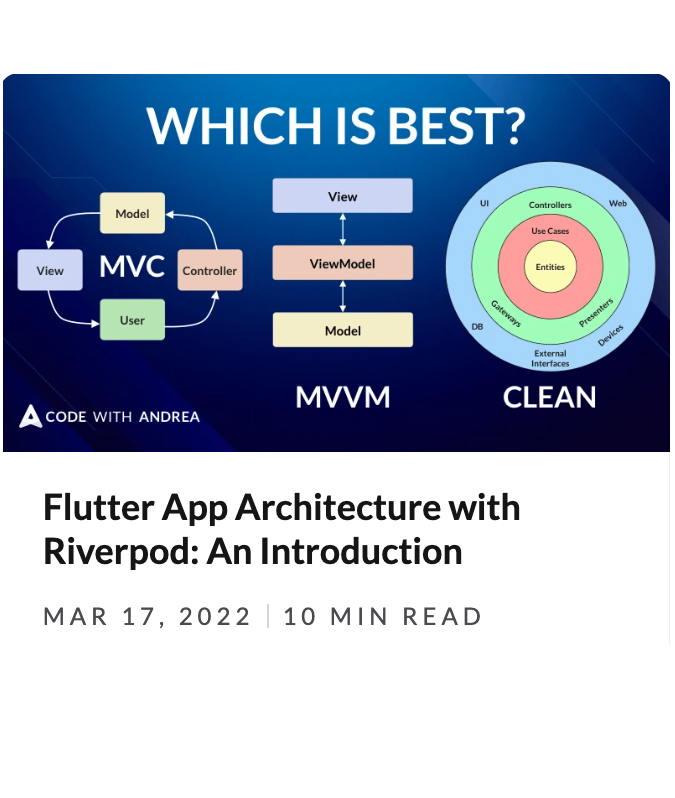 WHICH IS BEST?
Model
View
MVC
Controller
User
View
ViewModel
Model
MVVM
UI
Controllers
Web
Use Cases
Entities
Gateways
Presenters
DB
Devices
External
Interfaces
CLEAN
CODE WITH ANDREA
Flutter App Architecture with
Riverpod: An Introduction
MAR 17, 2022 | 10 MIN READ